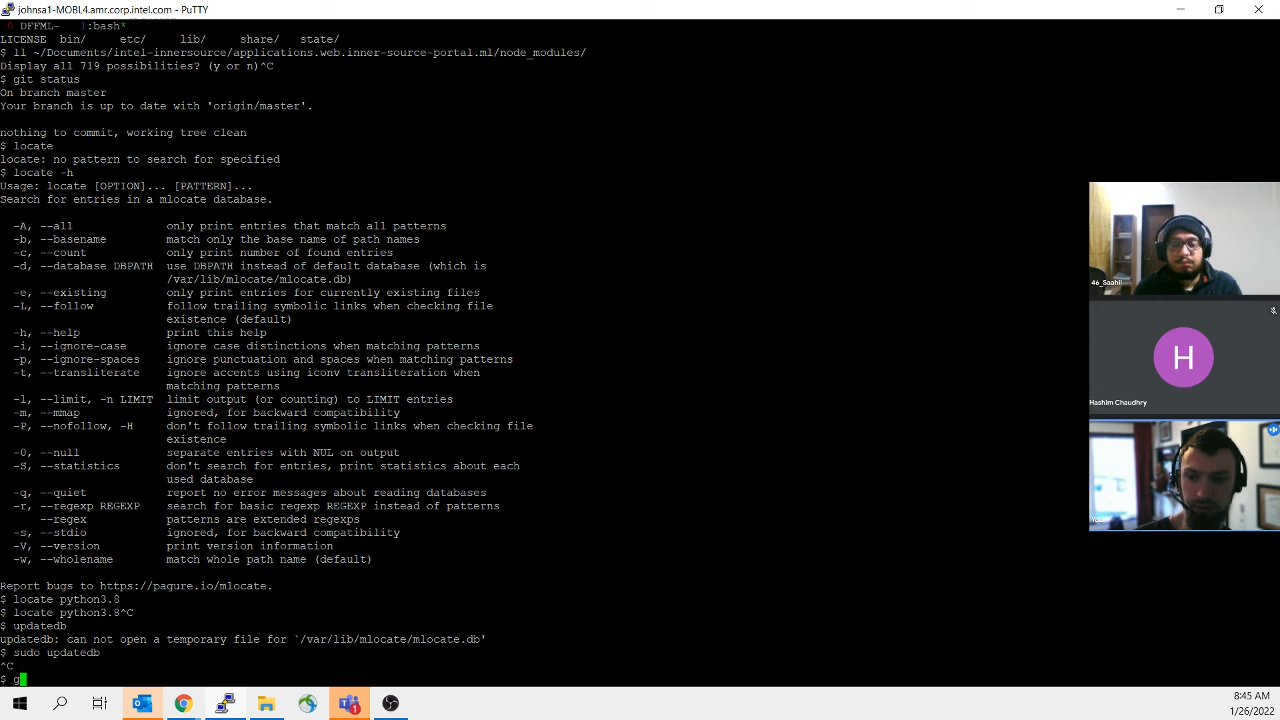 johnsa1-MOBL4.amr.corp.intel.com - PuTTY
0 DFFML- 1:bash*
LICENSE bin/ etc/ lib/ share/ state/
$ ll ~/Documents/intel-innersource/applications.web.inner-source-portal.ml/node_modules/
Display all 719 possibilities? (y or n)^C
$ git status
On branch master
Your branch is up to date with 'origin/master'.
nothing to commit, working tree clean
$ locate
locate: no pattern to search for specified
$ locate -h
Usage: locate [OPTION]... [PATTERN]...
Search for entries in a mlocate database.
-A, --all only print entries that match all patterns
-b, --basename match only the base name of path names
-c, --count only print number of found entries
-d, --database DBPATH use DBPATH instead of default database (which is
/var/lib/mlocate/mlocate.db)
-e, --existing only print entries for currently existing files
-L, --follow follow trailing symbolic links when checking file
existence (default)
-h, --help print this help
-i, --ignore-case ignore case distinctions when matching patterns
-p, --ignore-spaces ignore punctuation and spaces when matching patterns
-t, --transliterate ignore accents using iconv transliteration when
matching patterns
-l, --limit, -n LIMIT limit output (or counting) to LIMIT entries
-m, --mmap ignored, for backward compatibility
-P, --nofollow, -H don't follow trailing symbolic links when checking file
existence
-0, --null separate entries with NUL on output
-S, --statistics don't search for entries, print statistics about each
used database
-q, --quiet report no error messages about reading databases
-r, --regexp REGEXP search for basic regexp REGEXP instead of patterns
--regex patterns are extended regexps
-s, --stdio ignored, for backward compatibility
-V, --version print version information
-w, --wholename match whole path name (default)
Report bugs to https://pagure.io/mlocate.
$ locate python3.8
$ locate python3.8^C
$ updatedb
updatedb: can not open a temporary file for `/var/lib/mlocate/mlocate.db'
$ sudo updatedb
^C
$ g
46_Saahil
H
Hashim Chaudhry
1
8:45 AM
1/26/2022